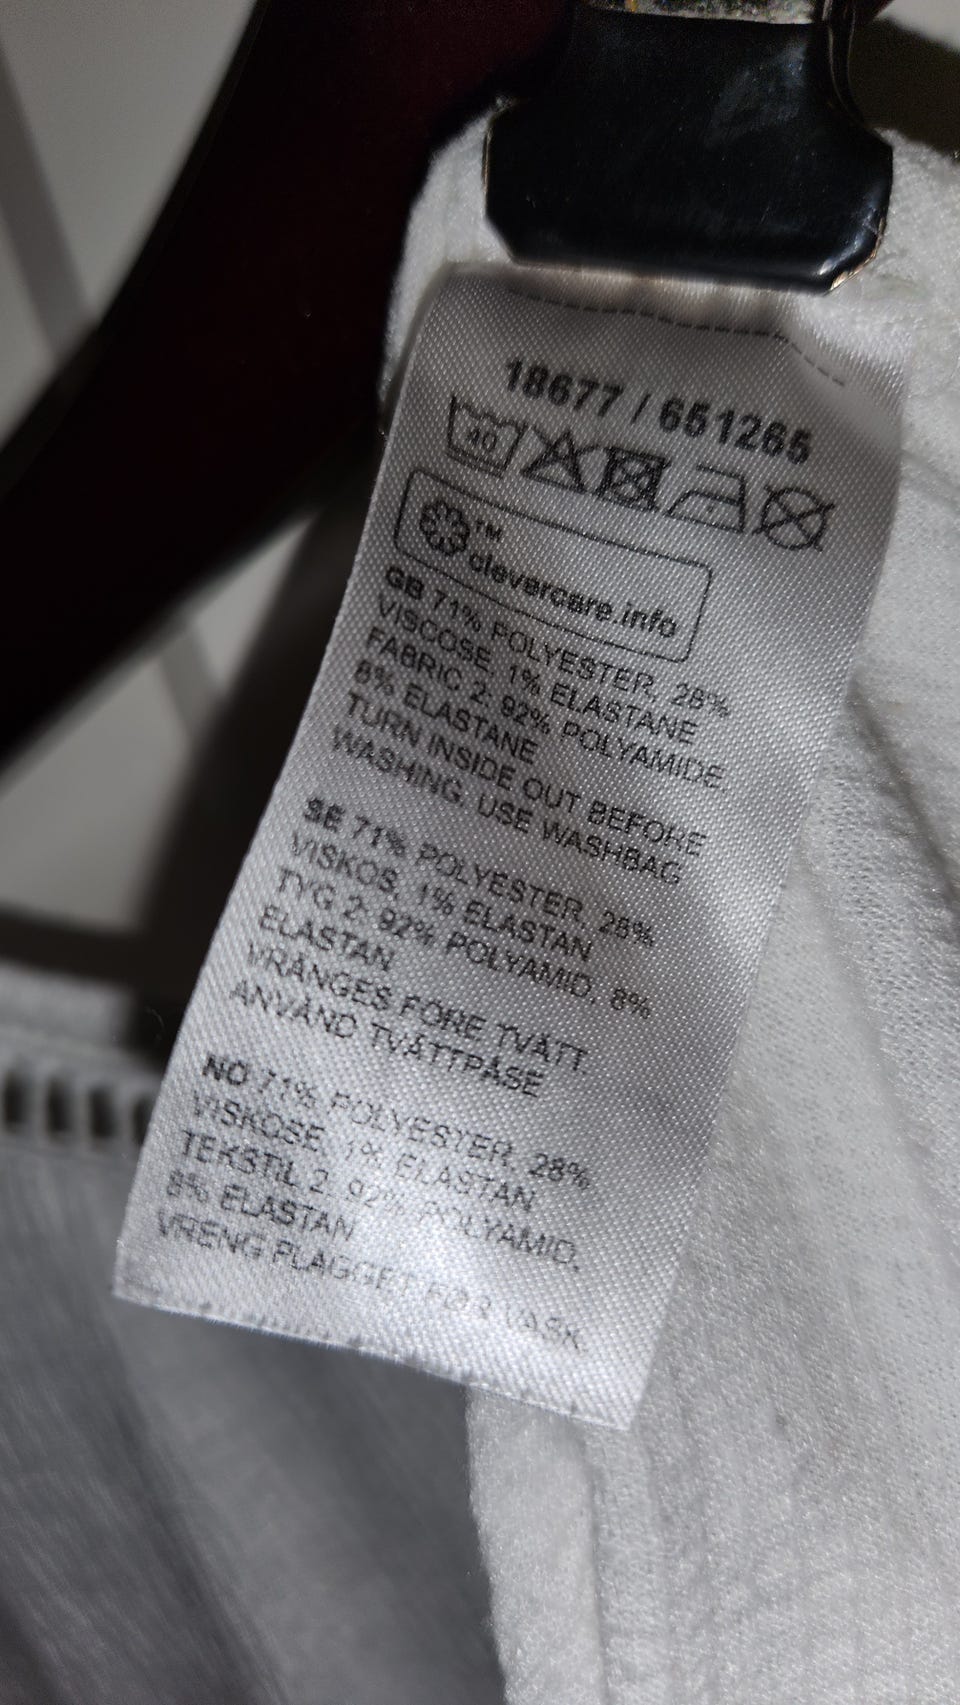 18677 / 651265
40
™
clevercare.info
GB 71% POLYESTER, 28%
VISCOSE, 1% ELASTANE
FABRIC 2: 92% POLYAMIDE,
8% ELASTANE
TURN INSIDE OUT BEFORE
WASHING, USE WASHBAG
SE 71% POLYESTER, 28%
VISKOS, 1% ELASTAN
TYG 2: 92% POLYAMID, 8%
ELASTAN
VRANGES FÖRE TVÄTT
ANVÄND TVÄTTPÅSE
NO 71% POLYESTER, 28%
VISKOSE, 1% ELASTAN
TEKSTIL 2: 92% POLYAMID,
8% ELASTAN
VRENG PLAGGET FØR VASK